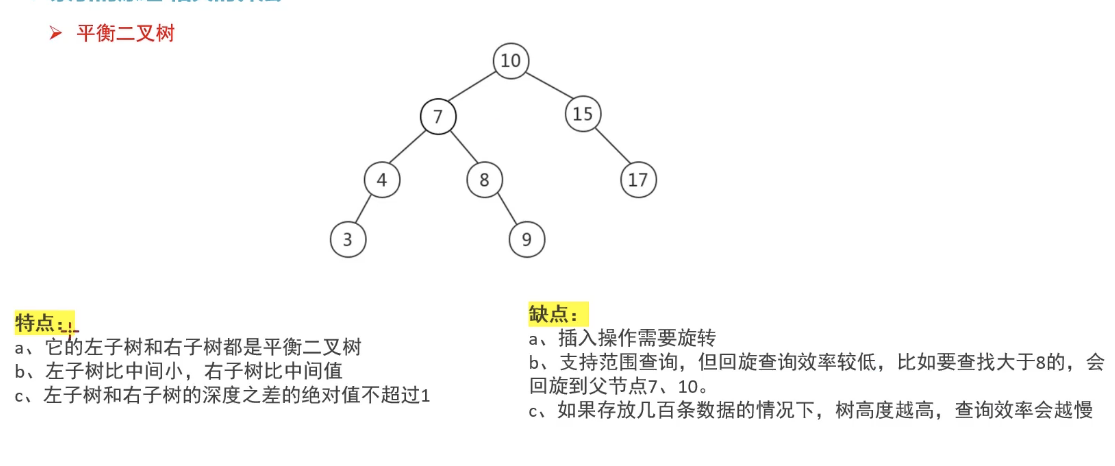 平衡二叉树
10
7
15
4
8
17
3
9
特点:
a、它的左子树和右子树都是平衡二叉树
b、左子树比中间小，右子树比中间值
c、左子树和右子树的深度之差的绝对值不超过1
缺点：
a、插入操作需要旋转
b、支持范围查询，但回旋查询效率较低，比如要查找大于8的，会
回旋到父节点7、10。
c、如果存放几百条数据的情况下，树高度越高，查询效率会越慢